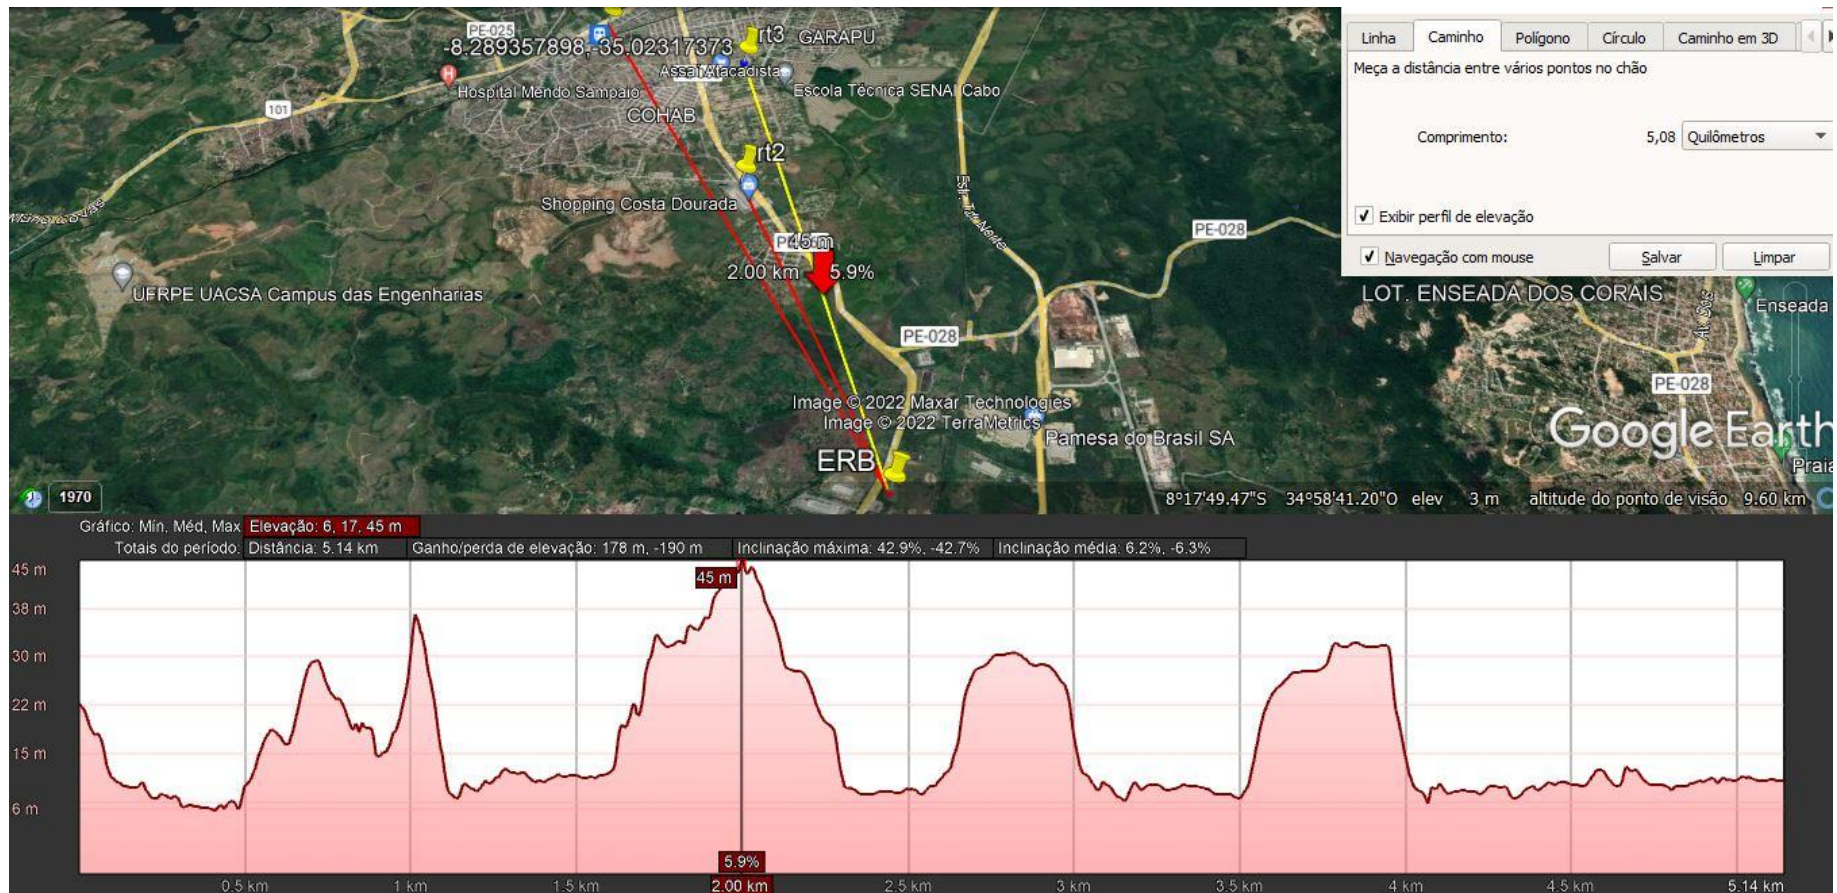 PE-025
-8.289357898,-35.02317373
rt3
GARAPU
Assaí Atacadista
Hospital Mendo Sampaio
Escola Técnica SENAI Cabo
101
COHAB
rt2
Shopping Costa Dourada
Est. Tdr Norte
PE-028
45 m
2.00 km
5.9%
UFRPE UACSA Campus das Engenharias
PE-028
Image © 2022 Maxar Technologies
Image © 2022 TerraMetrics
Pamesa do Brasil SA
ERB
LOT. ENSEADA DOS CORAIS
Enseada
PE-028
Google Earth
Praia
1970
8°17'49.47"S 34°58'41.20"O elev 3 m altitude do ponto de visão 9.60 km
Linha Caminho Polígono Círculo Caminho em 3D
Meça a distância entre vários pontos no chão
Comprimento: 5,08 Quilômetros
Exibir perfil de elevação
Navegação com mouse Salvar Limpar
Gráfico: Mín, Méd, Max Elevação: 6, 17, 45 m
Totais do período: Distância: 5.14 km Ganho/perda de elevação: 178 m, -190 m Inclinação máxima: 42.9%, -42.7% Inclinação média: 6.2%, -6.3%
45 m
45 m
38 m
30 m
22 m
15 m
6 m
5.9%
0.5 km 1 km 1.5 km 2.00 km 2.5 km 3 km 3.5 km 4 km 4.5 km 5.14 km